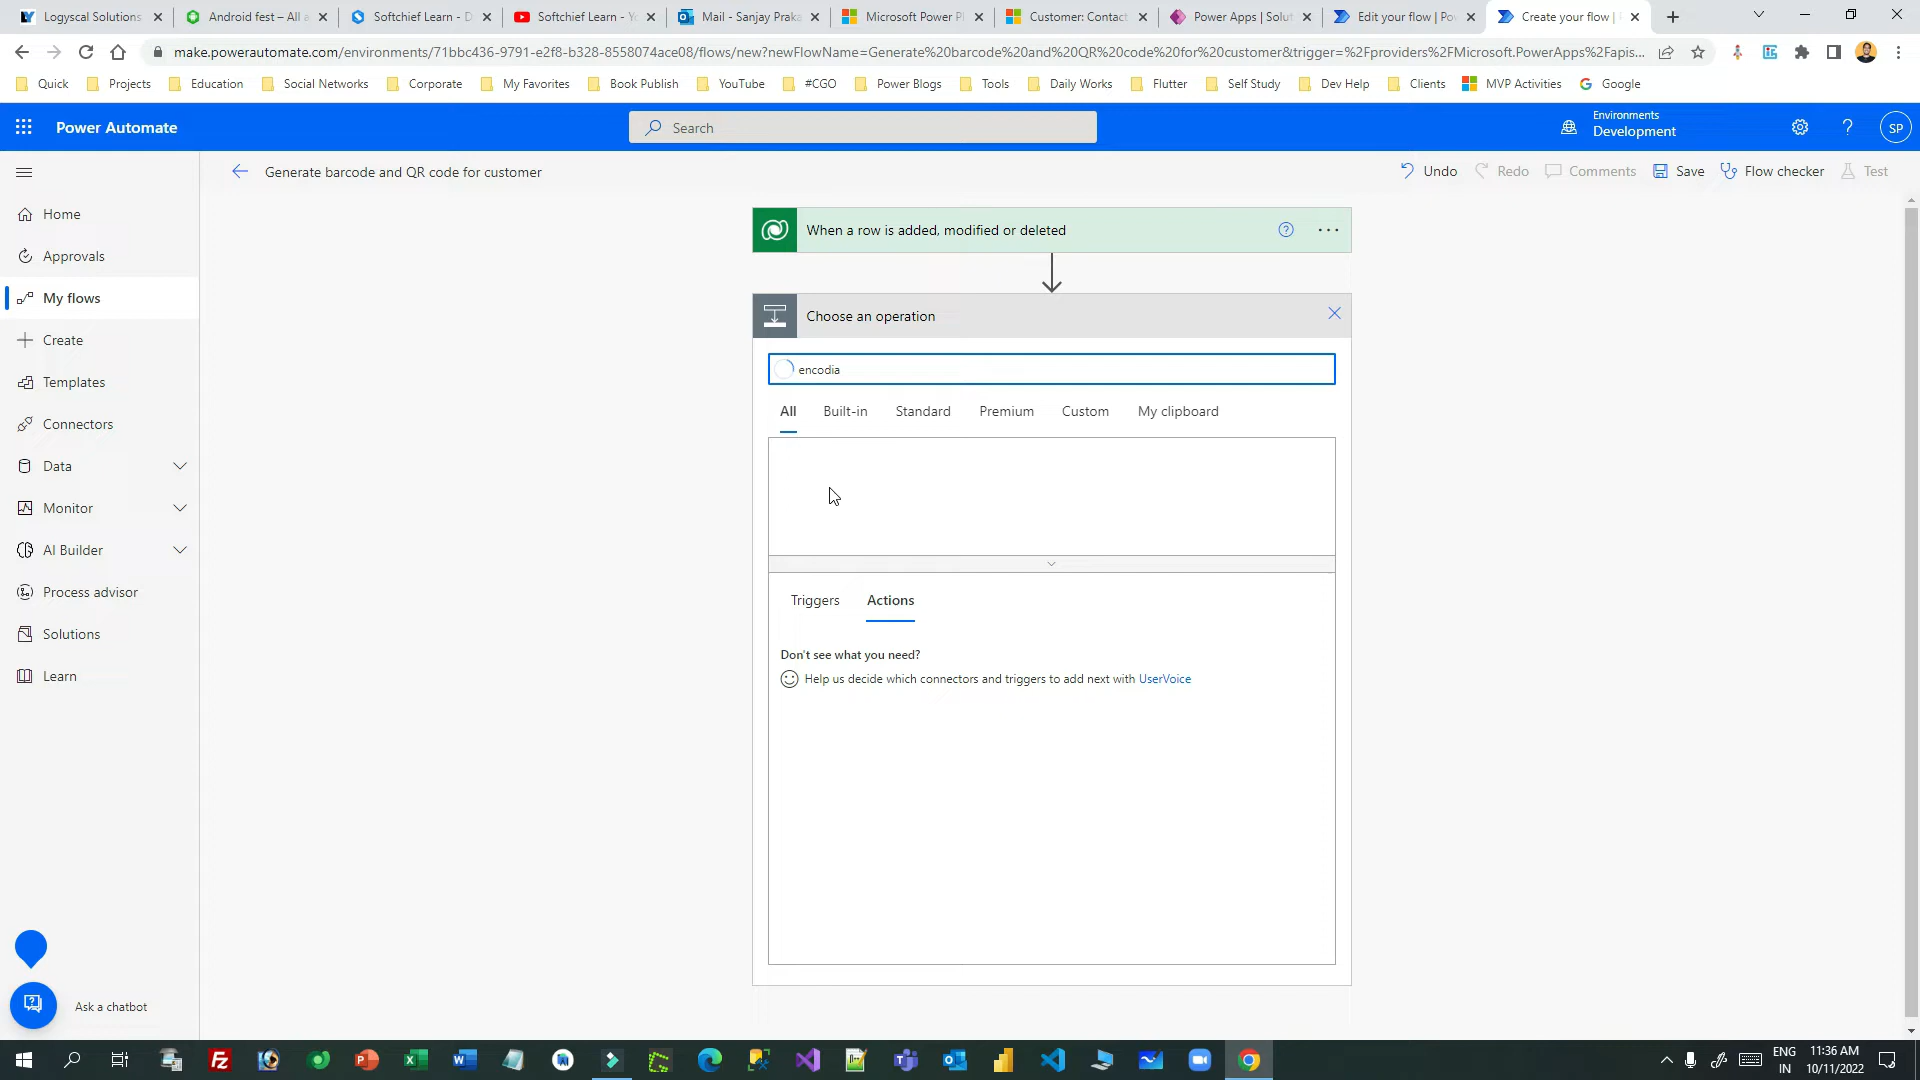 Logyscal Solutions
Android fest – All a
Softchief Learn - D
Softchief Learn - Yo
Mail - Sanjay Praka
Microsoft Power Pl
Customer: Contact
Power Apps | Solut
Edit your flow | Po
Create your flow |
make.powerautomate.com/environments/71bbc436-9791-e2f8-b328-8558074ace08/flows/new?newFlowName=Generate%20barcode%20and%20QR%20code%20for%20customer&trigger=%2Fproviders%2FMicrosoft.PowerApps%2Fapis...
Quick
Projects
Education
Social Networks
Corporate
My Favorites
Book Publish
YouTube
#CGO
Power Blogs
Tools
Daily Works
Flutter
Self Study
Dev Help
Clients
MVP Activities
Google
Power Automate
Search
Environments
Development
SP
Generate barcode and QR code for customer
Undo
Redo
Comments
Save
Flow checker
Test
Home
Approvals
My flows
Create
Templates
Connectors
Data
Monitor
AI Builder
Process advisor
Solutions
Learn
Ask a chatbot
When a row is added, modified or deleted
Choose an operation
encodia
All
Built-in
Standard
Premium
Custom
My clipboard
Triggers
Actions
Don't see what you need?
Help us decide which connectors and triggers to add next with UserVoice
ENG
IN
11:36 AM
10/11/2022